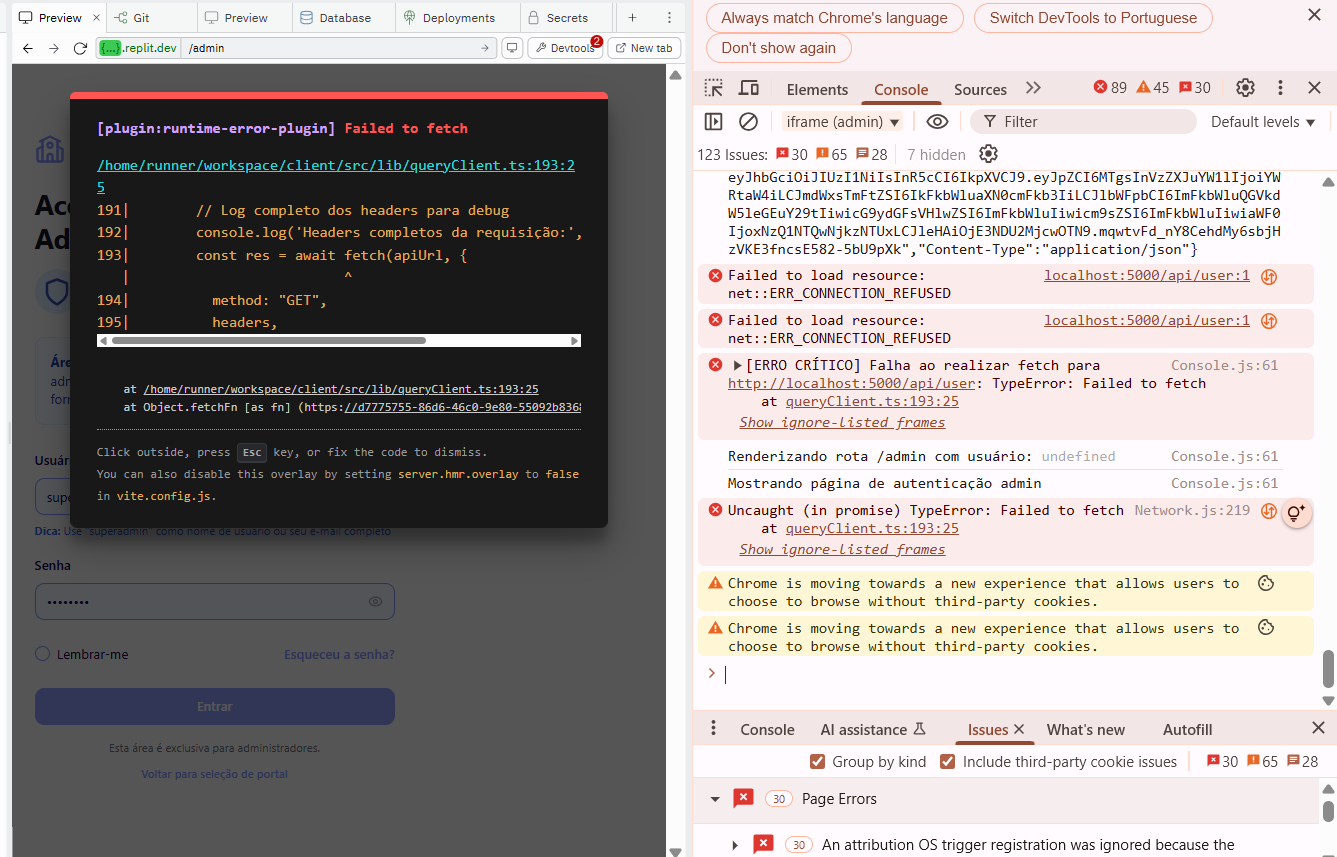 Preview
Git
Preview
Database
Deployments
Secrets
{...}.replit.dev
/admin
Devtools
2
New tab
[plugin:runtime-error-plugin] Failed to fetch
/home/runner/workspace/client/src/lib/queryClient.ts:193:2
5
191| // Log completo dos headers para debug
192| console.log('Headers completos da requisição:',
193| const res = await fetch(apiUrl, {
| ^
194| method: "GET",
195| headers,
at /home/runner/workspace/client/src/lib/queryClient.ts:193:25
at Object.fetchFn [as fn] (https://d7775755-86d6-46c0-9e80-55092b8368
Click outside, press Esc key, or fix the code to dismiss.
You can also disable this overlay by setting server.hmr.overlay to false
in vite.config.js.
Ace
Ad
Áre
adr
forn
Usuár
supe
Dica: Use "superadmin" como nome de usuário ou seu e-mail completo
Senha
••••••••
Lembrar-me
Esqueceu a senha?
Entrar
Esta área é exclusiva para administradores.
Voltar para seleção de portal
Always match Chrome's language
Switch DevTools to Portuguese
Don't show again
Elements
Console
Sources
89
45
30
iframe (admin)
Filter
Default levels
123 Issues:
30
65
28
7 hidden
eyJhbGciOiJIUzI1NiIsInR5cCI6IkpXVCJ9.eyJpZCI6MTgsInVzZXJuYW1lIjoiYW
RtaW4iLCJmdWxsTmFtZSI6IkFkbWluaXN0cmFkb3IiLCJlbWFpbCI6ImFkbWluQGVkd
W5leGEuY29tIiwicG9ydGFsVHlwZSI6ImFkbWluIiwicm9sZSI6ImFkbWluIiwiaWF0
IjoxNzQ1NTQwNjkzNTUxLCJleHAiOjE3NDU2MjcwOTN9.mqwtvFd_nY8CehdMy6sbjH
zVKE3fncsE582-5bU9pXk","Content-Type":"application/json"}
Failed to load resource:
localhost:5000/api/user:1
net::ERR_CONNECTION_REFUSED
Failed to load resource:
localhost:5000/api/user:1
net::ERR_CONNECTION_REFUSED
[ERRO CRÍTICO] Falha ao realizar fetch para
Console.js:61
http://localhost:5000/api/user: TypeError: Failed to fetch
at queryClient.ts:193:25
Show ignore-listed frames
Renderizando rota /admin com usuário: undefined
Console.js:61
Mostrando página de autenticação admin
Console.js:61
Uncaught (in promise) TypeError: Failed to fetch
Network.js:219
at queryClient.ts:193:25
Show ignore-listed frames
Chrome is moving towards a new experience that allows users to
choose to browse without third-party cookies.
Chrome is moving towards a new experience that allows users to
choose to browse without third-party cookies.
Console
AI assistance
Issues
What's new
Autofill
Group by kind
Include third-party cookie issues
30
65
28
30
Page Errors
30
An attribution OS trigger registration was ignored because the